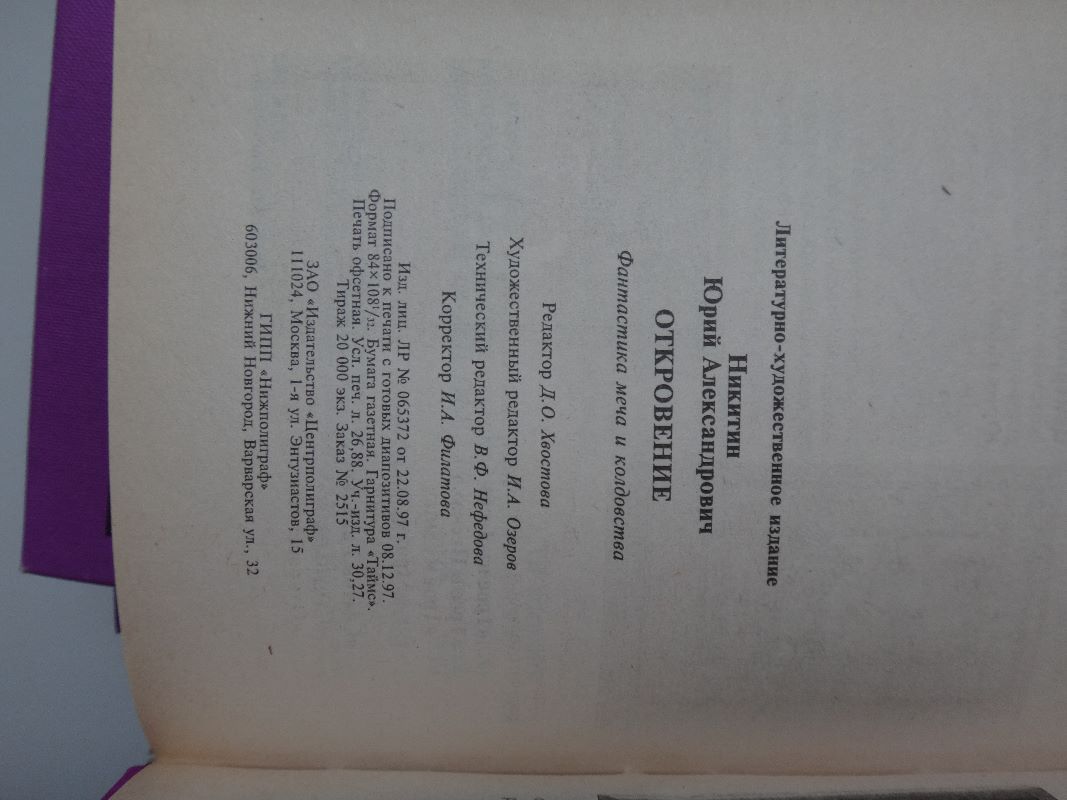 Литературно-художественное издание
Никитин
Юрий Александрович
ОТКРОВЕНИЕ
Фантастика меча и колдовства
Редактор Д.О. Хвостова
Художественный редактор И.А. Озеров
Технический редактор В.Ф. Нефедова
Корректор И.А. Филатова
Изд. лиц. ЛР № 065372 от 22.08.97 г.
Подписано к печати с готовых диапозитивов 08.12.97.
Формат 84×108¹/₃₂. Бумага газетная. Гарнитура «Таймс».
Печать офсетная. Усл. печ. л. 26,88. Уч.-изд. л. 30,27.
Тираж 20 000 экз. Заказ № 2515
ЗАО «Издательство «Центрполиграф»
111024, Москва, 1-я ул. Энтузиастов, 15
ГИПП «Нижполиграф»
603006, Нижний Новгород, Варварская ул., 32